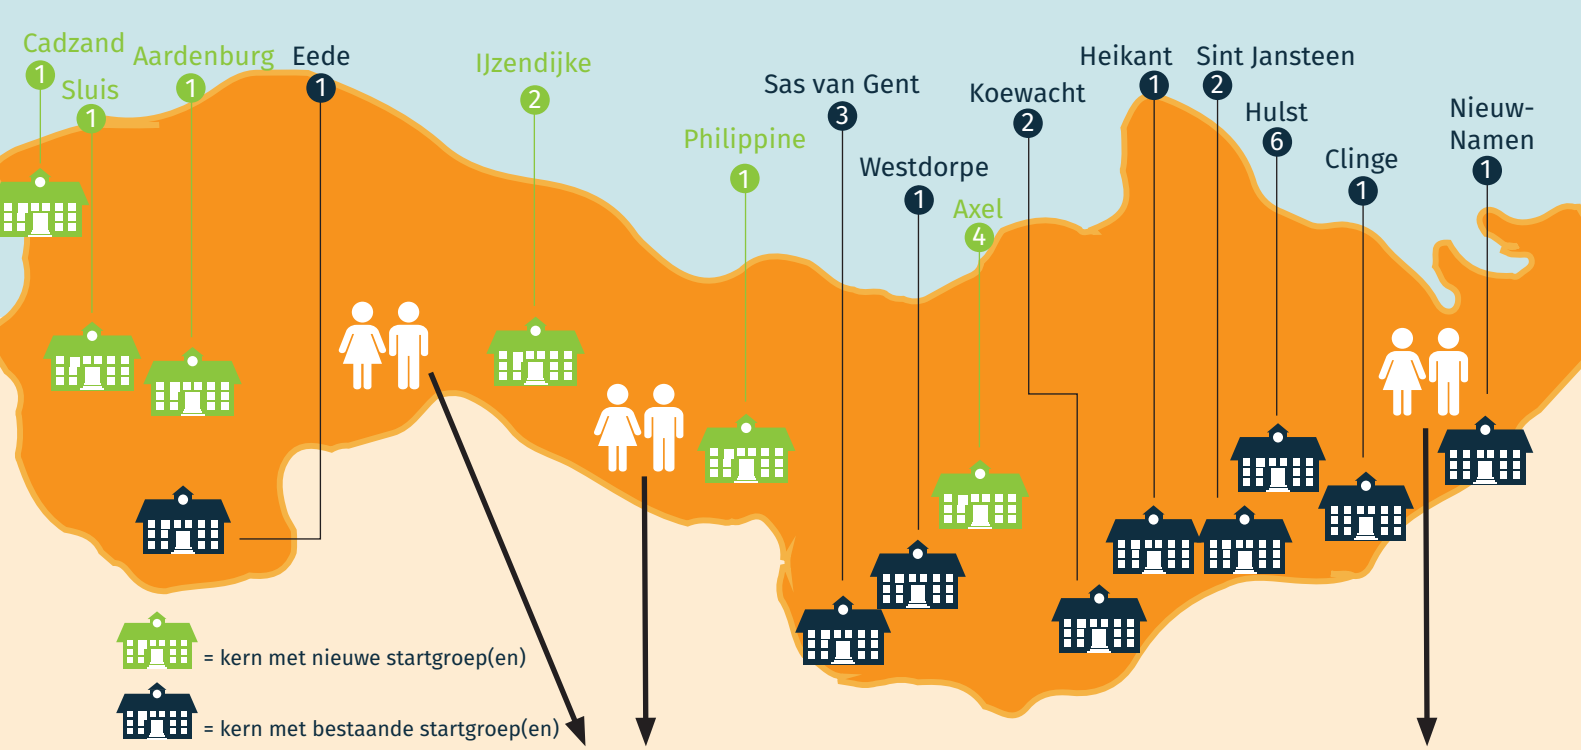 Cadzand
1
Sluis
1
Aardenburg
1
Eede
1
IJzendijke
2
Philippine
1
Sas van Gent
3
Westdorpe
1
Axel
4
Koewacht
2
Heikant
1
Sint Jansteen
2
Hulst
6
Clinge
1
Nieuw-
Namen
1
= kern met nieuwe startgroep(en)
= kern met bestaande startgroep(en)